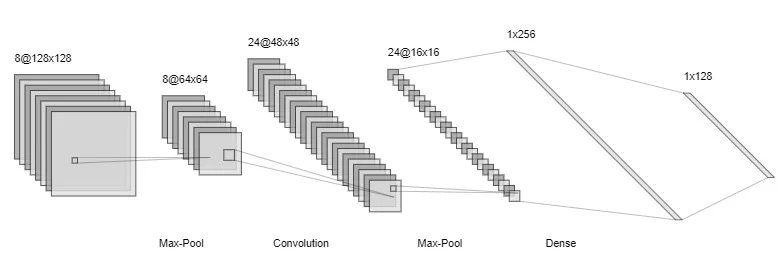 8@128x128
8@64x64
24@48x48
24@16x16
1x256
1x128
Max-Pool
Convolution
Max-Pool
Dense